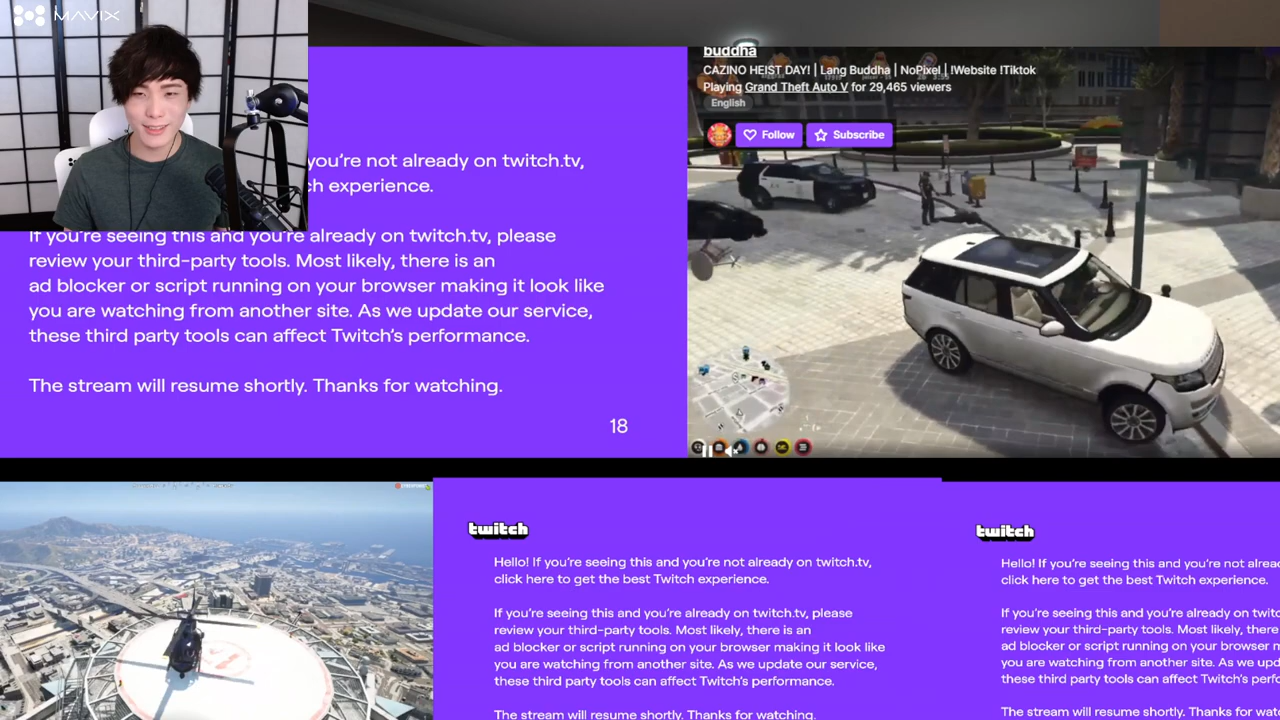 MAVIX
you're not already on twitch.tv,
ch experience.
If you're seeing this and you're already on twitch.tv, please
review your third-party tools. Most likely, there is an
ad blocker or script running on your browser making it look like
you are watching from another site. As we update our service,
these third party tools can affect Twitch's performance.
The stream will resume shortly. Thanks for watching.
18
buddha
CAZINO HEIST DAY! | Lang Buddha | NoPixel | !Website !Tiktok
Playing Grand Theft Auto V for 29,465 viewers
English
Follow
Subscribe
twitch
Hello! If you're seeing this and you're not already on twitch.tv,
click here to get the best Twitch experience.
If you're seeing this and you're already on twitch.tv, please
review your third-party tools. Most likely, there is an
ad blocker or script running on your browser making it look like
you are watching from another site. As we update our service,
these third party tools can affect Twitch's performance.
The stream will resume shortly. Thanks for watching.
twitch
Hello! If you're seeing this and you're not alread
click here to get the best Twitch experience.
If you're seeing this and you're already on twitc
review your third-party tools. Most likely, there
ad blocker or script running on your browser m
you are watching from another site. As we upd
these third party tools can affect Twitch's perfo
The stream will resume shortly. Thanks for wat